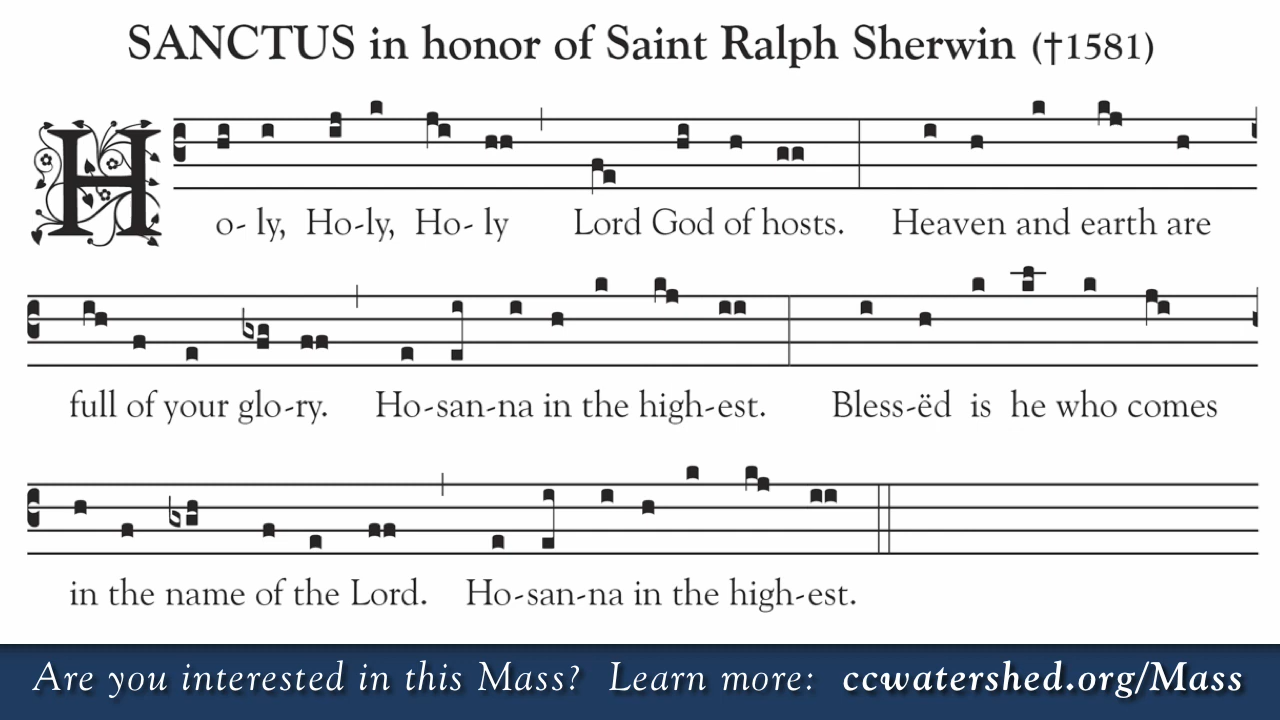 SANCTUS in honor of Saint Ralph Sherwin (†1581)
Ho- ly, Ho-ly, Ho- ly Lord God of hosts. Heaven and earth are
full of your glo-ry. Ho-san-na in the high-est. Bless-ëd is he who comes
in the name of the Lord. Ho-san-na in the high-est.
Are you interested in this Mass? Learn more: ccwatershed.org/Mass